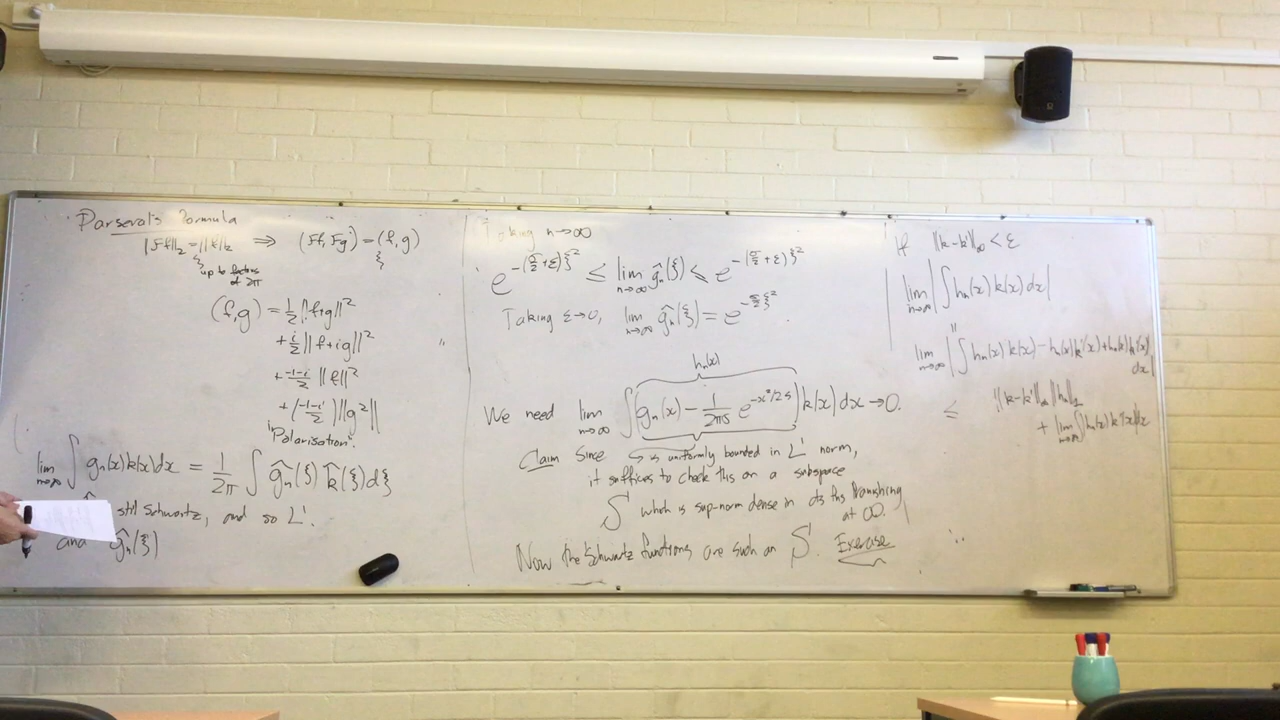 Parseval's Formula
‖Ff‖₂ = ‖f‖₂ ⟹ (Ff, Fg) = (f, g)
up to factors
of 2π
(f,g) = 1/2 ‖f+g‖²
+ i/2 ‖f+ig‖²
+ -1-i/2 ‖f‖²
+ (-1-i/2) ‖g²‖
"Polarisation".
lim n→∞ ∫ gₙ(x)k(x)dx = 1/2π ∫ ĝₙ(ξ) k̂(ξ)dξ
still Schwartz, and so L¹.
and ĝₙ(ξ)
Taking n→∞
e^{-(σ/2+ε)ξ²} ≤ lim n→∞ ĝₙ(ξ) ≤ e^{-(σ/2+ε)ξ²}
Taking ε→0, lim n→∞ ĝₙ(ξ) = e^{-σ/2 ξ²}
hₙ(x)
We need lim n→∞ ∫ (gₙ(x) - 1/2πs e^{-x²/2s}) k(x) dx → 0.
Claim Since ↳ is uniformly bounded in L¹ norm,
it suffices to check this on a subspace
S which is sup-norm dense in cts fns vanishing
at ∞.
Now the Schwartz functions are such an S. Exercise
If ‖k-k'‖∞ < ε
lim n→∞ |∫ hₙ(x) k(x) dx|
"
lim n→∞ |∫ hₙ(x) k(x) - hₙ(x)k'(x) + hₙ(x)k'(x) dx|
≤ ‖k-k'‖∞ ‖hₙ‖₁
+ lim n→∞ |∫ hₙ(x) k'(x)|dx